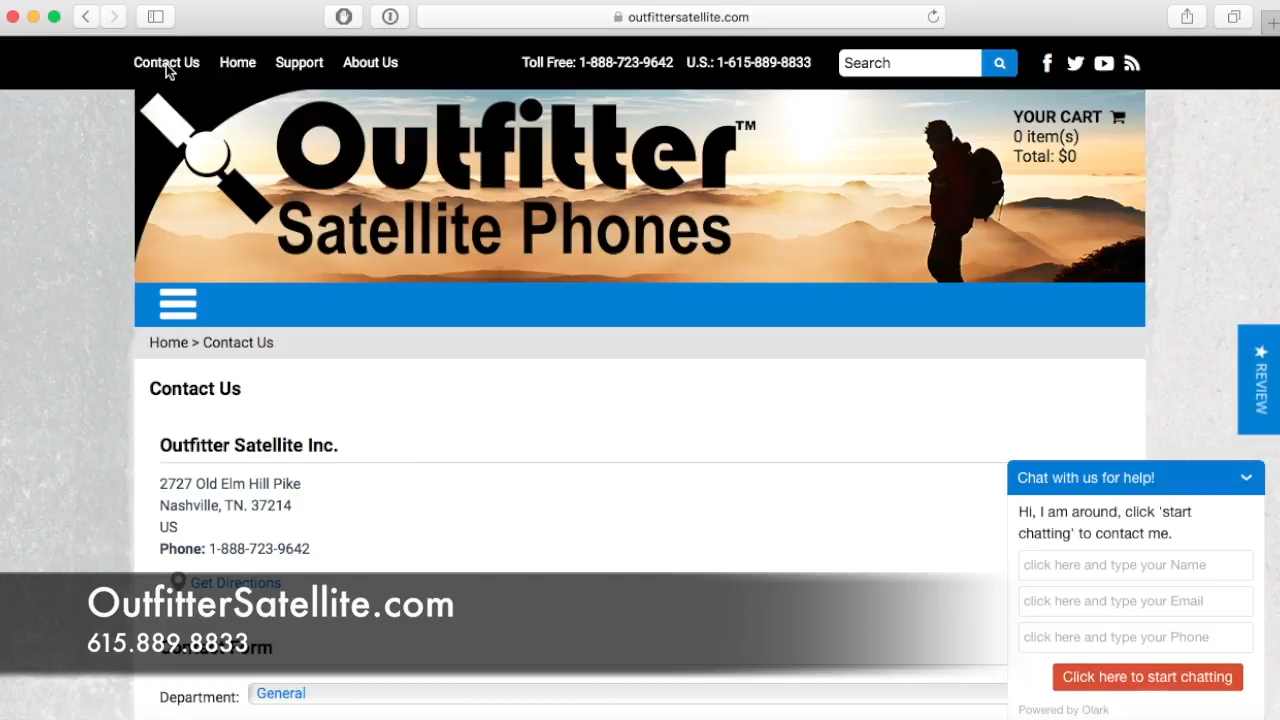 outfittersatellite.com
Contact Us Home Support About Us Toll Free: 1-888-723-9642 U.S.: 1-615-889-8833 Search
Outfitter™
Satellite Phones
YOUR CART
0 item(s)
Total: $0
Home > Contact Us
Contact Us
Outfitter Satellite Inc.
2727 Old Elm Hill Pike
Nashville, TN. 37214
US
Phone: 1-888-723-9642
Get Directions
OutfitterSatellite.com
615.889.8833
Contact Form
Department: General
★ REVIEW
Chat with us for help!
Hi, I am around, click 'start
chatting' to contact me.
click here and type your Name
click here and type your Email
click here and type your Phone
Click here to start chatting
Powered by Olark